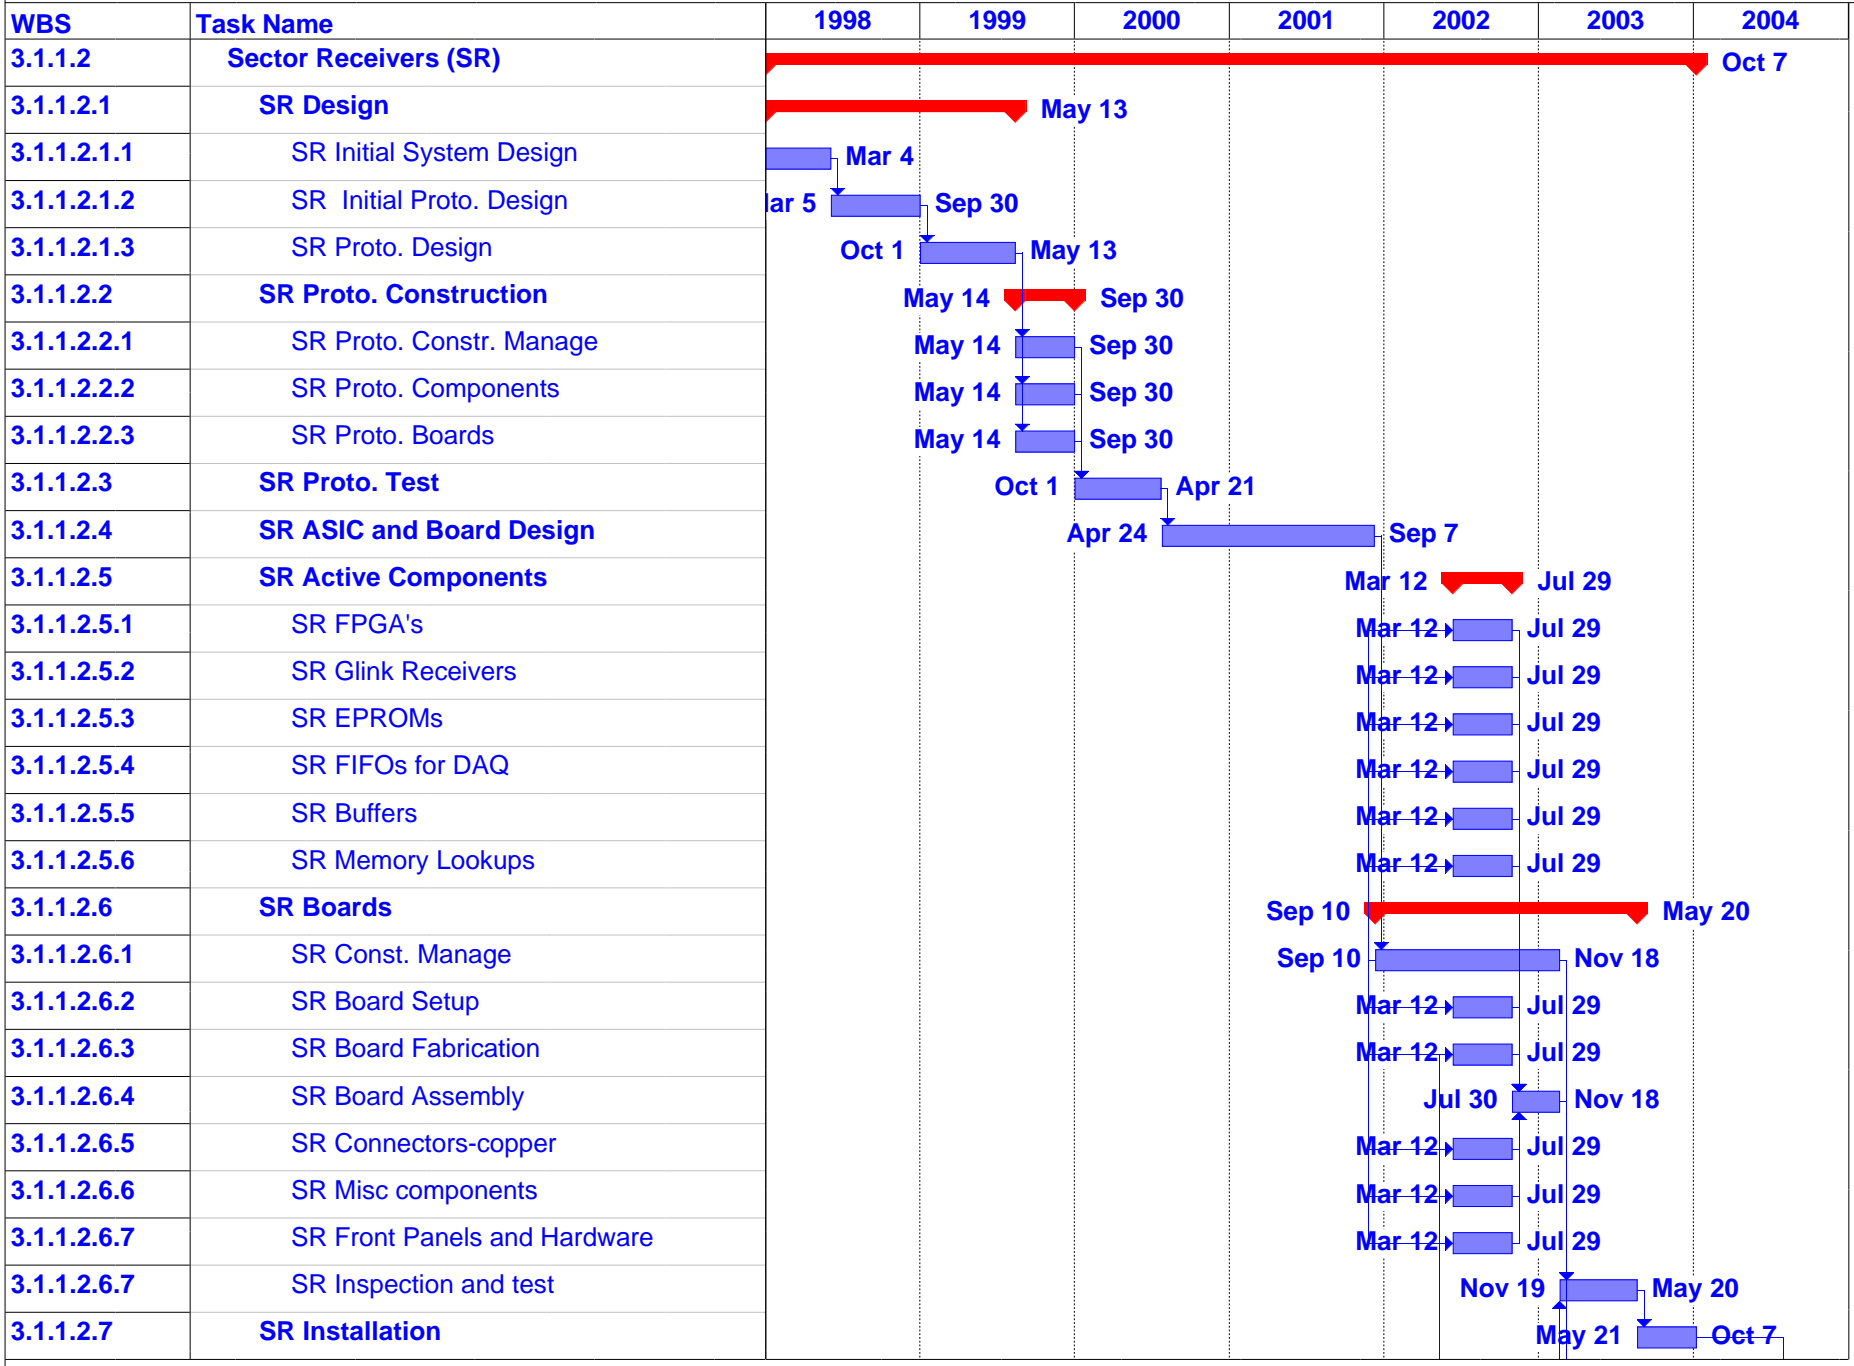 WBS Task Name 1998 1999 2000 2001 2002 2003 2004
3.1.1.2 Sector Receivers (SR) Oct 7
3.1.1.2.1 SR Design May 13
3.1.1.2.1.1 SR Initial System Design Mar 4
3.1.1.2.1.2 SR Initial Proto. Design ar 5 Sep 30
3.1.1.2.1.3 SR Proto. Design Oct 1 May 13
3.1.1.2.2 SR Proto. Construction May 14 Sep 30
3.1.1.2.2.1 SR Proto. Constr. Manage May 14 Sep 30
3.1.1.2.2.2 SR Proto. Components May 14 Sep 30
3.1.1.2.2.3 SR Proto. Boards May 14 Sep 30
3.1.1.2.3 SR Proto. Test Oct 1 Apr 21
3.1.1.2.4 SR ASIC and Board Design Apr 24 Sep 7
3.1.1.2.5 SR Active Components Mar 12 Jul 29
3.1.1.2.5.1 SR FPGA's Mar 12 Jul 29
3.1.1.2.5.2 SR Glink Receivers Mar 12 Jul 29
3.1.1.2.5.3 SR EPROMs Mar 12 Jul 29
3.1.1.2.5.4 SR FIFOs for DAQ Mar 12 Jul 29
3.1.1.2.5.5 SR Buffers Mar 12 Jul 29
3.1.1.2.5.6 SR Memory Lookups Mar 12 Jul 29
3.1.1.2.6 SR Boards Sep 10 May 20
3.1.1.2.6.1 SR Const. Manage Sep 10 Nov 18
3.1.1.2.6.2 SR Board Setup Mar 12 Jul 29
3.1.1.2.6.3 SR Board Fabrication Mar 12 Jul 29
3.1.1.2.6.4 SR Board Assembly Jul 30 Nov 18
3.1.1.2.6.5 SR Connectors-copper Mar 12 Jul 29
3.1.1.2.6.6 SR Misc components Mar 12 Jul 29
3.1.1.2.6.7 SR Front Panels and Hardware Mar 12 Jul 29
3.1.1.2.6.7 SR Inspection and test Nov 19 May 20
3.1.1.2.7 SR Installation May 21 Oct 7